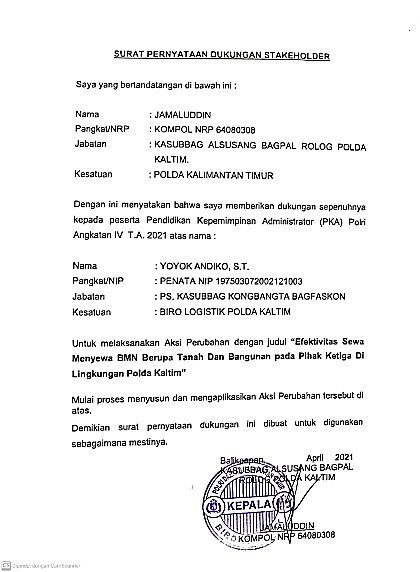 SURAT PERNYATAAN DUKUNGAN STAKEHOLDER
Saya yang bertandatangan di bawah ini :
Nama : JAMALUDDIN
Pangkat/NRP : KOMPOL NRP 64080308
Jabatan : KASUBBAG ALSUSANG BAGPAL ROLOG POLDA
KALTIM.
Kesatuan : POLDA KALIMANTAN TIMUR
Dengan ini menyatakan bahwa saya memberikan dukungan sepenuhnya
kepada peserta Pendidikan Kepemimpinan Administrator (PKA) Polri
Angkatan IV T.A. 2021 atas nama :
Nama : YOYOK ANDIKO, S.T.
Pangkat/NIP : PENATA NIP 197503072002121003
Jabatan : PS. KASUBBAG KONGBANGTA BAGFASKON
Kesatuan : BIRO LOGISTIK POLDA KALTIM
Untuk melaksanakan Aksi Perubahan dengan judul "Efektivitas Sewa
Menyewa BMN Berupa Tanah Dan Bangunan pada Pihak Ketiga Di
Lingkungan Polda Kaltim"
Mulai proses menyusun dan mengaplikasikan Aksi Perubahan tersebut di
atas.
Demikian surat pernyataan dukungan ini dibuat untuk digunakan
sebagaimana mestinya.
Balikpapan, April 2021
KASUBBAG ALSUSANG BAGPAL
ROLOG POLDA KALTIM
KEPALA
BIRO
JAMALUDDIN
KOMPOL NRP 64080308
CS Dipindai dengan CamScanner